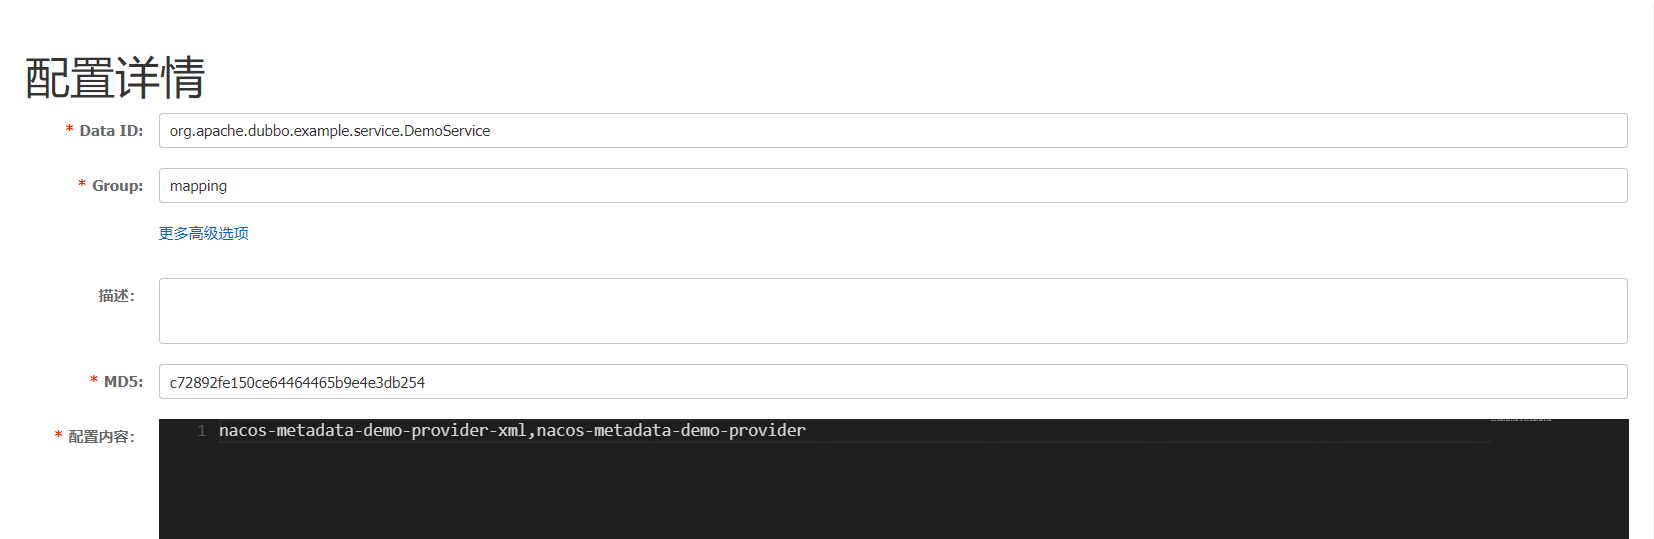 配置详情
* Data ID: org.apache.dubbo.example.service.DemoService
* Group: mapping
更多高级选项
描述:
* MD5: c72892fe150ce64464465b9e4e3db254
* 配置内容: 1 nacos-metadata-demo-provider-xml,nacos-metadata-demo-provider